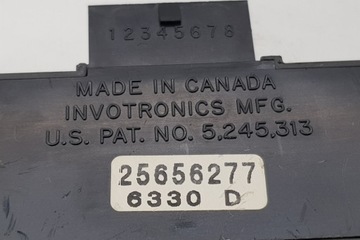 12345678
MADE IN CANADA
INVOTRONICS MFG.
U.S. PAT. NO. 5,245,313
25656277
6330 D